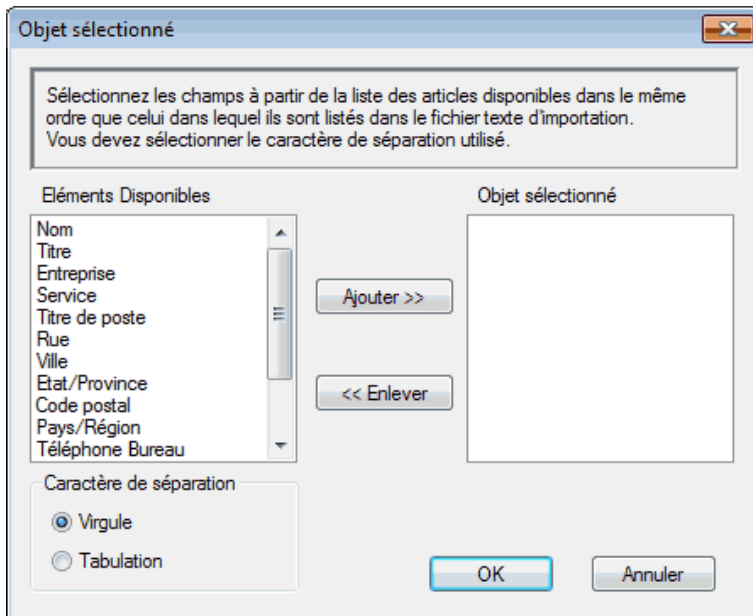 Objet sélectionné
Sélectionnez les champs à partir de la liste des articles disponibles dans le même
ordre que celui dans lequel ils sont listés dans le fichier texte d'importation.
Vous devez sélectionner le caractère de séparation utilisé.
Eléments Disponibles
Objet sélectionné
Nom
Titre
Entreprise
Service
Titre de poste
Rue
Ville
Etat/Province
Code postal
Pays/Région
Téléphone Bureau
Ajouter >>
<< Enlever
Caractère de séparation
Virgule
Tabulation
OK
Annuler